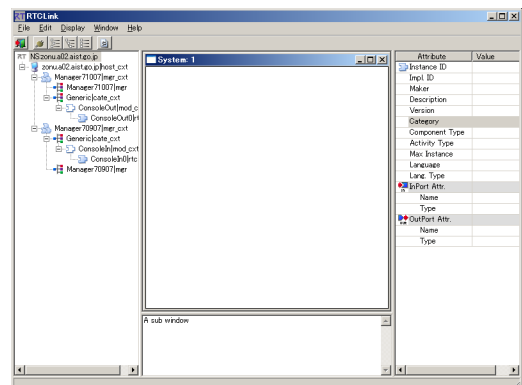 RTCLink
File Edit Display Window Help
RT NS:zonu.a02.aist.go.jp
zonu.a02.aist.go.jp|host_cxt
Manager71007|mgr_cxt
Manager71007|mgr
Generic|cate_cxt
ConsoleOut|mod_c
ConsoleOut0|rt
Manager70907|mgr_cxt
Generic|cate_cxt
ConsoleIn|mod_cxt
ConsoleIn0|rtc
Manager70907|mgr
System: 1
A sub window
Attribute Value
Instance ID
Impl. ID
Maker
Description
Version
Category
Component Type
Activity Type
Max Instance
Language
Lang. Type
InPort Attr.
Name
Type
OutPort Attr.
Name
Type